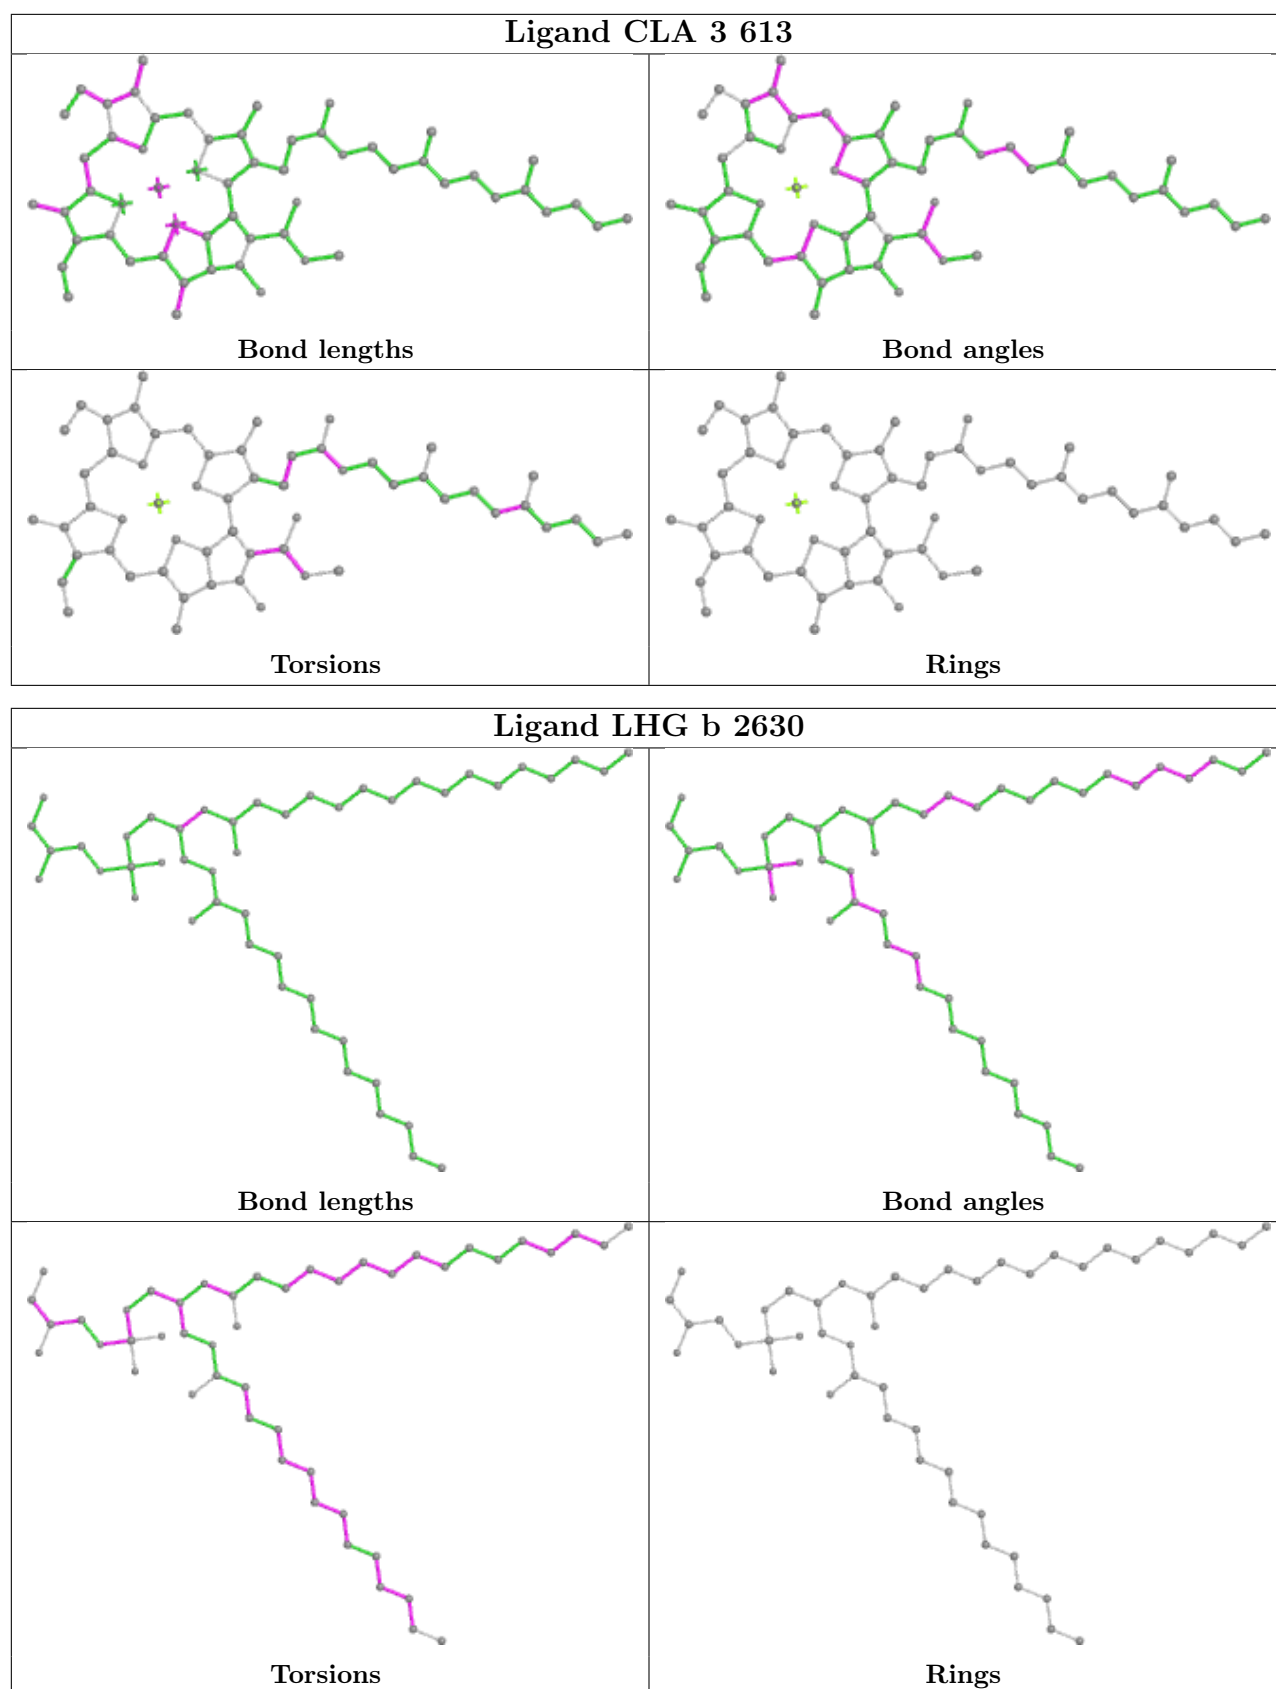 Ligand CLA 3 613
Bond lengths
Bond angles
Torsions
Rings
Ligand LHG b 2630
Bond lengths
Bond angles
Torsions
Rings